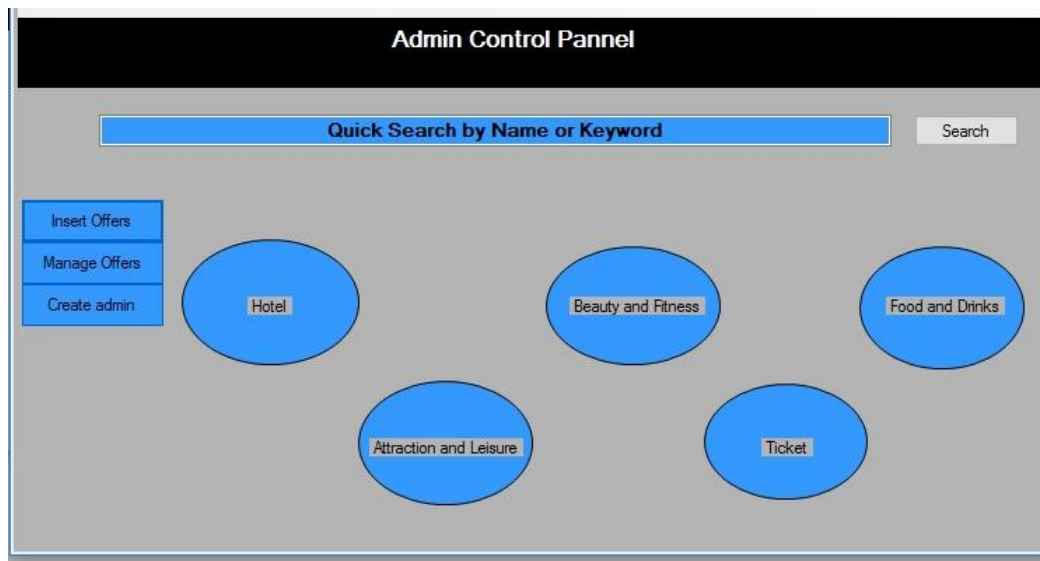 Admin Control Pannel
Quick Search by Name or Keyword
Search
Insert Offers
Manage Offers
Create admin
Hotel
Beauty and Fitness
Food and Drinks
Attraction and Leisure
Ticket